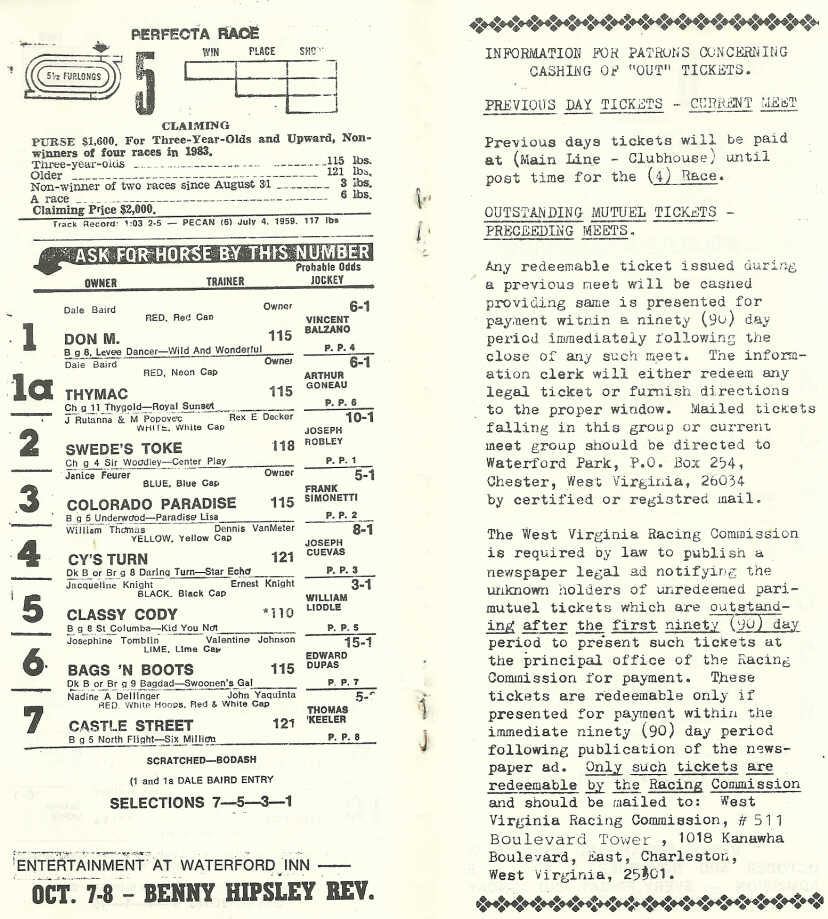 PERFECTA RACE
5½ FURLONGS
5
WIN PLACE SHOW
CLAIMING
PURSE $1,600. For Three-Year-Olds and Upward, Non-
winners of four races in 1983.
Three-year-olds 115 lbs.
Older 121 lbs.
Non-winner of two races since August 31 3 lbs.
A race 6 lbs.
Claiming Price $2,000.
Track Record: 1:03 2-5 — PECAN (6) July 4, 1959. 117 lbs
ASK FOR HORSE BY THIS NUMBER
Probable Odds
OWNER TRAINER JOCKEY
Dale Baird Owner 6-1
RED, Red Cap
1 DON M. 115 VINCENT BALZANO
B g 8, Levee Dancer—Wild And Wonderful P. P. 4
Dale Baird Owner 6-1
RED, Neon Cap
1a THYMAC 115 ARTHUR GONEAU
Ch g 11 Thygold—Royal Sunset P. P. 6
J Rutanna & M Popovec Rex E Decker 10-1
WHITE, White Cap
2 SWEDE'S TOKE 118 JOSEPH ROBLEY
Ch g 4 Sir Woddley—Center Play P. P. 1
Janice Feurer Owner 5-1
BLUE, Blue Cap
3 COLORADO PARADISE 115 FRANK SIMONETTI
B g 5 Underwood—Paradise Lisa P. P. 2
William Thomas Dennis VanMeter 8-1
YELLOW, Yellow Cap
4 CY'S TURN 121 JOSEPH CUEVAS
Dk B or Br g 8 Daring Turn—Star Echo P. P. 3
Jacqueline Knight Ernest Knight 3-1
BLACK, Black Cap
5 CLASSY CODY *110 WILLIAM LIDDLE
B g 8 St Columba—Kid You Not P. P. 5
Josephine Tomblin Valentine Johnson 15-1
LIME, Lime Cap
6 BAGS 'N BOOTS 115 EDWARD DUPAS
Dk B or Br g 9 Bagdad—Swoonen's Gal P. P. 7
Nadine A Dellinger John Yaquinta 5-
RED, White Hoops, Red & White Cap
7 CASTLE STREET 121 THOMAS 'KEELER
B g 5 North Flight—Six Million P. P. 8
SCRATCHED—BODASH
(1 and 1a DALE BAIRD ENTRY
SELECTIONS 7—5—3—1
ENTERTAINMENT AT WATERFORD INN ——
OCT. 7-8 – BENNY HIPSLEY REV.
INFORMATION FOR PATRONS CONCERNING
CASHING OF "OUT" TICKETS.
PREVIOUS DAY TICKETS - CURRENT MEET
Previous days tickets will be paid
at (Main Line - Clubhouse) until
post time for the (4) Race.
OUTSTANDING MUTUEL TICKETS -
PRECEEDING MEETS.
Any redeemable ticket issued during
a previous meet will be cashed
providing same is presented for
payment within a ninety (90) day
period immediately following the
close of any such meet. The inform-
ation clerk will either redeem any
legal ticket or furnish directions
to the proper window. Mailed tickets
falling in this group or current
meet group should be directed to
Waterford Park, P.O. Box 254,
Chester, West Virginia, 26034
by certified or registred mail.
The West Virginia Racing Commission
is required by law to publish a
newspaper legal ad notifying the
unknown holders of unredeemed pari-
mutuel tickets which are outstand-
ing after the first ninety (90) day
period to present such tickets at
the principal office of the Racing
Commission for payment. These
tickets are redeemable only if
presented for payment within the
immediate ninety (90) day period
following publication of the news-
paper ad. Only such tickets are
redeemable by the Racing Commission
and should be mailed to: West
Virginia Racing Commission, # 511
Boulevard Tower , 1018 Kanawha
Boulevard, East, Charleston,
West Virginia, 25301.